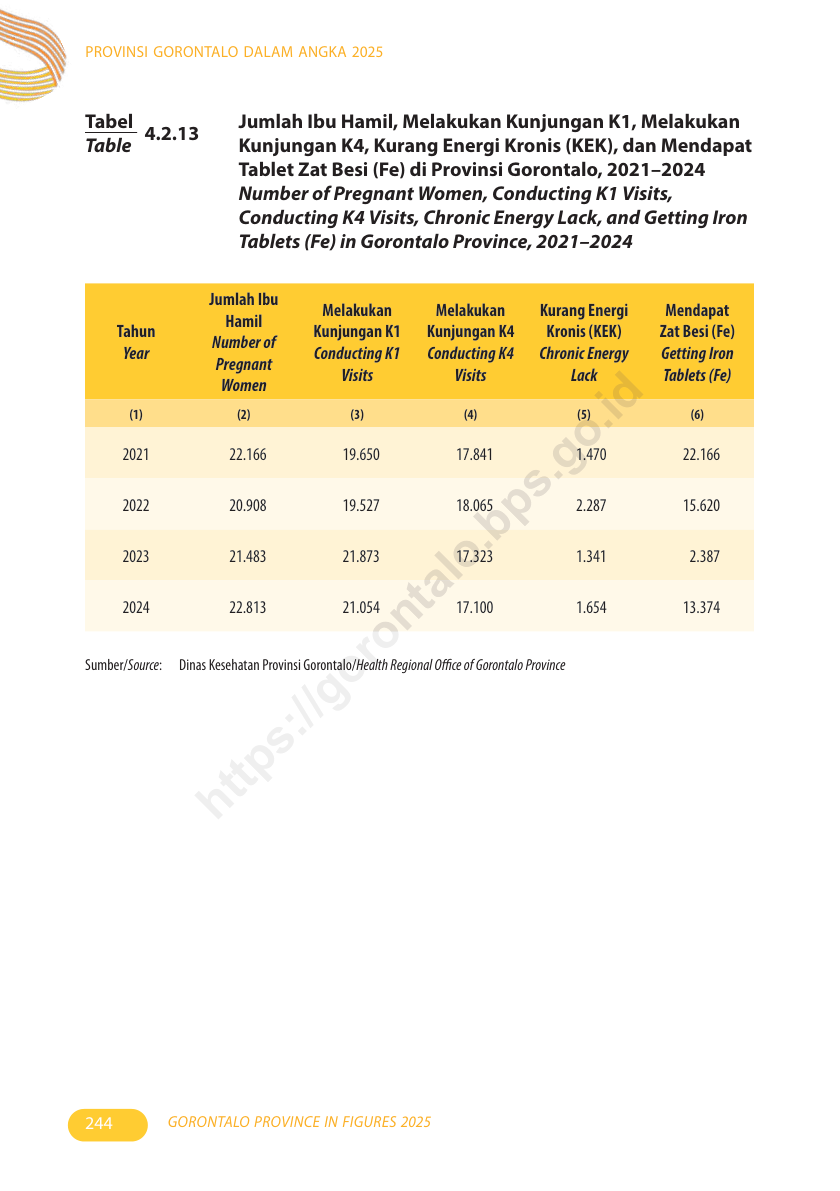 PROVINSI GORONTALO DALAM ANGKA 2025
Tabel
Table
4.2.13
Jumlah Ibu Hamil, Melakukan Kunjungan K1, Melakukan
Kunjungan K4, Kurang Energi Kronis (KEK), dan Mendapat
Tablet Zat Besi (Fe) di Provinsi Gorontalo, 2021–2024
Number of Pregnant Women, Conducting K1 Visits,
Conducting K4 Visits, Chronic Energy Lack, and Getting Iron
Tablets (Fe) in Gorontalo Province, 2021–2024
Tahun
Year
Jumlah Ibu
Hamil
Number of
Pregnant
Women
Melakukan
Kunjungan K1
Conducting K1
Visits
Melakukan
Kunjungan K4
Conducting K4
Visits
Kurang Energi
Kronis (KEK)
Chronic Energy
Lack
Mendapat
Zat Besi (Fe)
Getting Iron
Tablets (Fe)
(1) (2) (3) (4) (5) (6)
2021 22.166 19.650 17.841 1.470 22.166
2022 20.908 19.527 18.065 2.287 15.620
2023 21.483 21.873 17.323 1.341 2.387
2024 22.813 21.054 17.100 1.654 13.374
Sumber/Source: Dinas Kesehatan Provinsi Gorontalo/Health Regional Office of Gorontalo Province
https://gorontalo.bps.go.id
244 GORONTALO PROVINCE IN FIGURES 2025